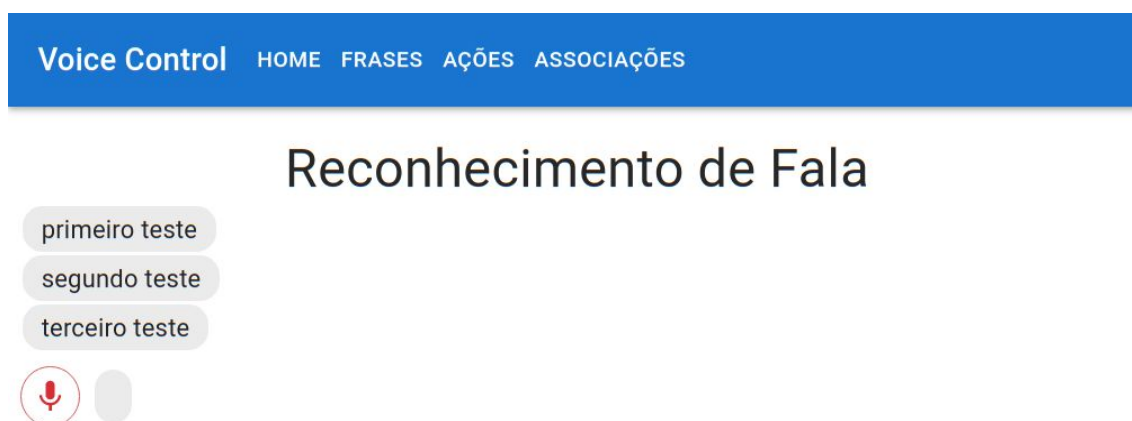 Voice Control HOME FRASES AÇÕES ASSOCIAÇÕES
Reconhecimento de Fala
primeiro teste
segundo teste
terceiro teste